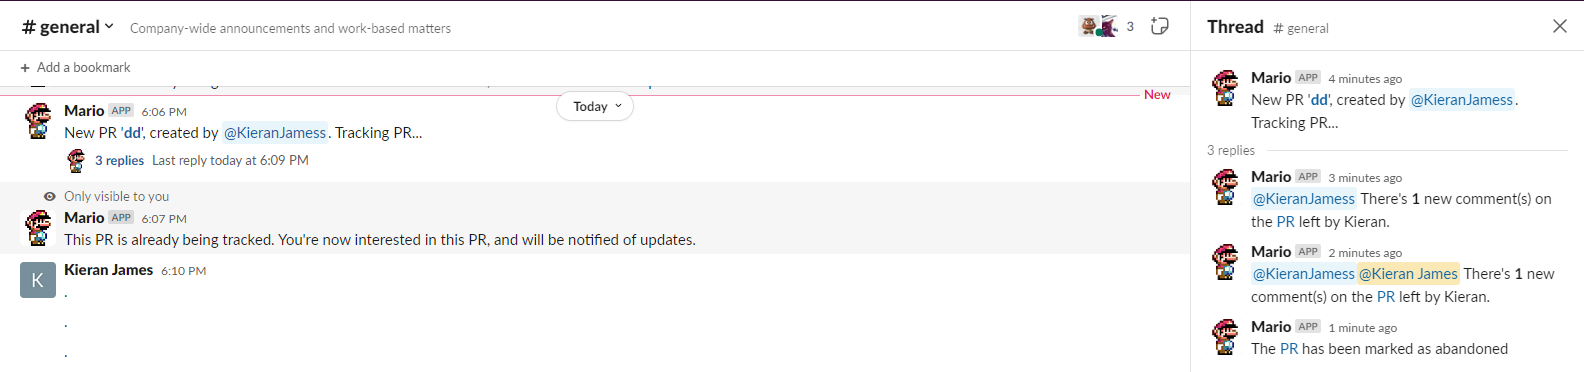 # general
Company-wide announcements and work-based matters
3
+ Add a bookmark
Today
New
Mario APP 6:06 PM
New PR 'dd', created by @KieranJamess. Tracking PR...
3 replies Last reply today at 6:09 PM
Only visible to you
Mario APP 6:07 PM
This PR is already being tracked. You're now interested in this PR, and will be notified of updates.
K
Kieran James 6:10 PM
.
.
.
Thread # general
Mario APP 4 minutes ago
New PR 'dd', created by @KieranJamess.
Tracking PR...
3 replies
Mario APP 3 minutes ago
@KieranJamess There's 1 new comment(s) on
the PR left by Kieran.
Mario APP 2 minutes ago
@KieranJamess @Kieran James There's 1 new
comment(s) on the PR left by Kieran.
Mario APP 1 minute ago
The PR has been marked as abandoned